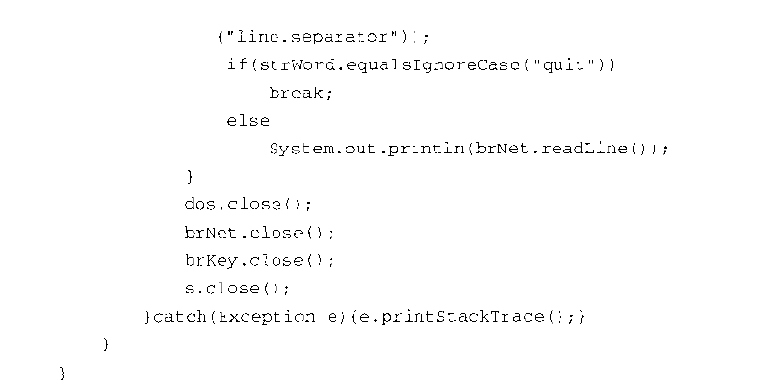 ("line.separator"));
if(strWord.equalsIgnoreCase("quit"))
break;
else
System.out.println(brNet.readLine());
}
dos.close();
brNet.close();
brKey.close();
s.close();
}catch(Exception e){e.printStackTrace();}
}
}